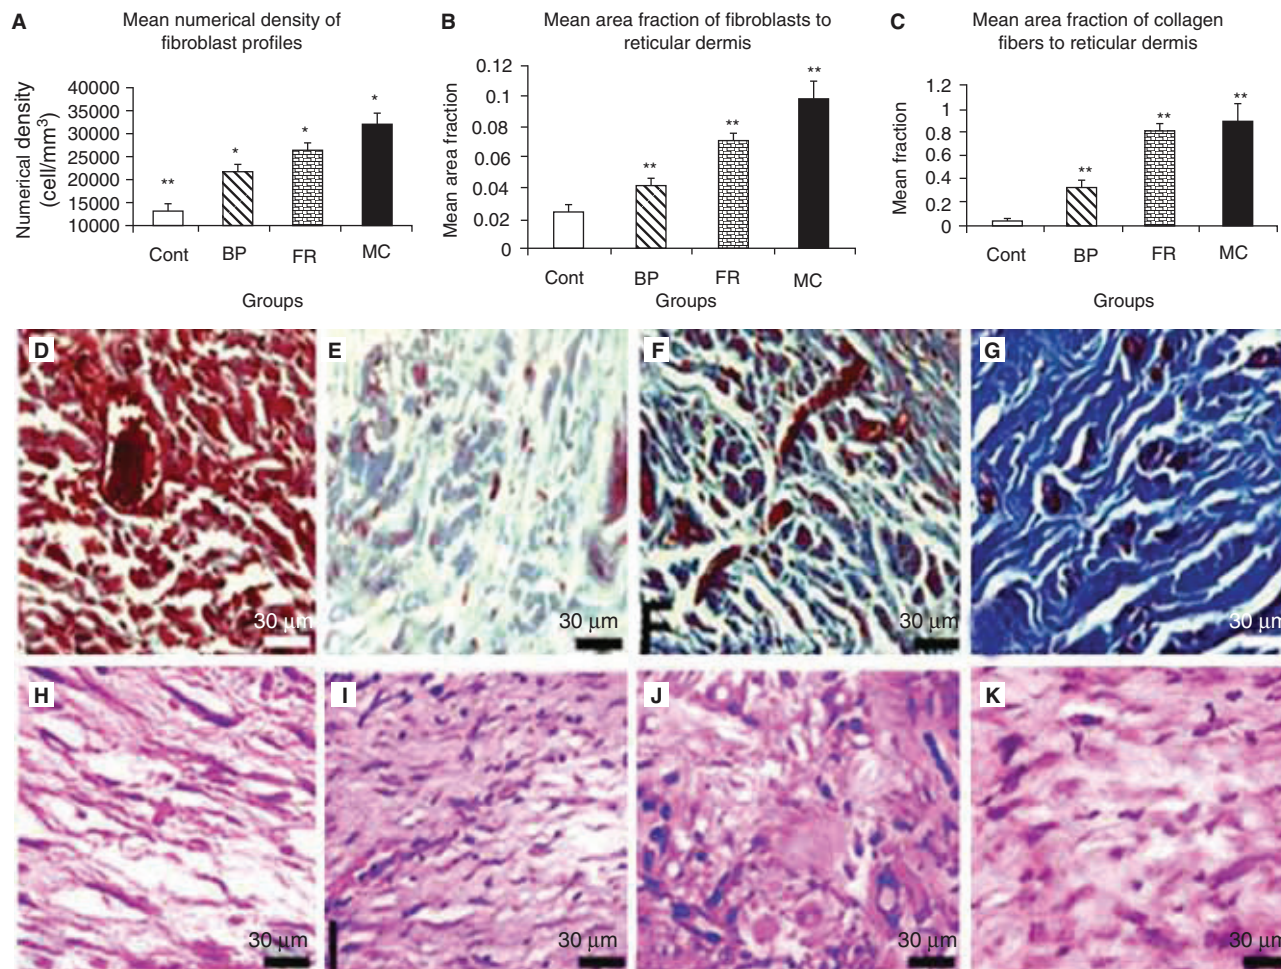 A
Mean numerical density of
fibroblast profiles
Numerical density
(cell/mm³)
40000
35000
30000
25000
20000
15000
10000
**
*
*
*
Cont
BP
FR
MC
Groups
B
Mean area fraction of fibroblasts to
reticular dermis
Mean area fraction
0.12
0.1
0.08
0.06
0.04
0.02
0
**
**
**
Cont
BP
FR
MC
Groups
C
Mean area fraction of collagen
fibers to reticular dermis
Mean fraction
1.2
1
0.8
0.6
0.4
0.2
0
**
**
**
Cont
BP
FR
MC
Groups
D
30 μm
E
30 μm
F
30 μm
G
30 μm
H
30 μm
I
30 μm
J
30 μm
K
30 μm